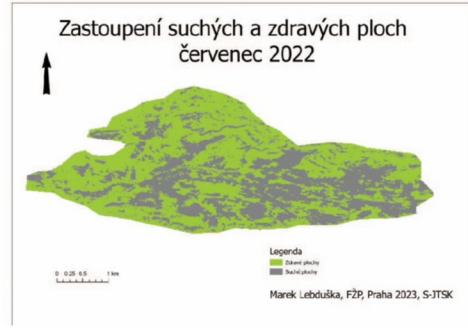 Zastoupení suchých a zdravých ploch
červenec 2022
0 0.25 0.5 1 km
Legenda
Zdravé plochy
Suché plochy
Marek Lebduška, FŽP, Praha 2023, S-JTSK